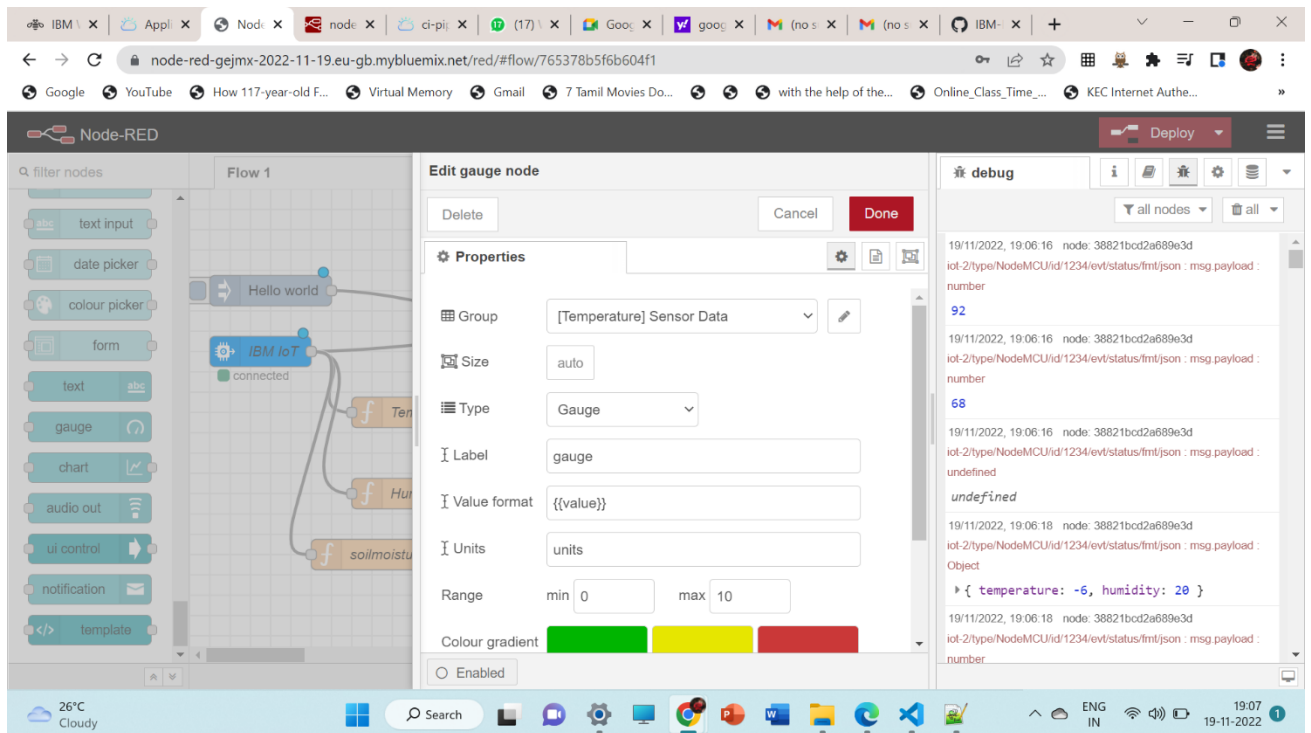 IBM \
Appli
Node
node
ci-pip
(17) \
Goog
goog
(no s
(no s
IBM-
node-red-gejmx-2022-11-19.eu-gb.mybluemix.net/red/#flow/765378b5f6b604f1
Google YouTube How 117-year-old F... Virtual Memory Gmail 7 Tamil Movies Do... with the help of the... Online_Class_Time_... KEC Internet Authe... »
Node-RED
Deploy
filter nodes
text input
date picker
colour picker
form
text
abc
gauge
chart
audio out
ui control
notification
template
Flow 1
Hello world
IBM IoT
connected
Ten
Hur
soilmoistu
Edit gauge node
Delete
Cancel
Done
Properties
Group
[Temperature] Sensor Data
Size
auto
Type
Gauge
Label
gauge
Value format
{{value}}
Units
units
Range
min 0
max 10
Colour gradient
Enabled
debug
all nodes
all
19/11/2022, 19:06:16 node: 38821bcd2a689e3d
iot-2/type/NodeMCU/id/1234/evt/status/fmt/json : msg.payload :
number
92
19/11/2022, 19:06:16 node: 38821bcd2a689e3d
iot-2/type/NodeMCU/id/1234/evt/status/fmt/json : msg.payload :
number
68
19/11/2022, 19:06:16 node: 38821bcd2a689e3d
iot-2/type/NodeMCU/id/1234/evt/status/fmt/json : msg.payload :
undefined
undefined
19/11/2022, 19:06:18 node: 38821bcd2a689e3d
iot-2/type/NodeMCU/id/1234/evt/status/fmt/json : msg.payload :
Object
{ temperature: -6, humidity: 20 }
19/11/2022, 19:06:18 node: 38821bcd2a689e3d
iot-2/type/NodeMCU/id/1234/evt/status/fmt/json : msg.payload :
number
26°C
Cloudy
Search
ENG
IN
19:07
19-11-2022
1